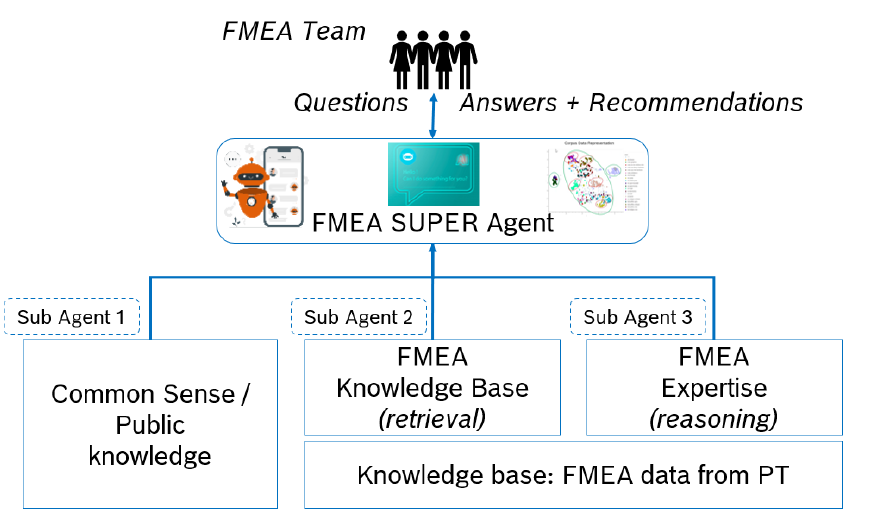 FMEA Team
Questions Answers + Recommendations
FMEA SUPER Agent
Sub Agent 1
Sub Agent 2
Sub Agent 3
Common Sense /
Public
knowledge
FMEA
Knowledge Base
(retrieval)
FMEA
Expertise
(reasoning)
Knowledge base: FMEA data from PT